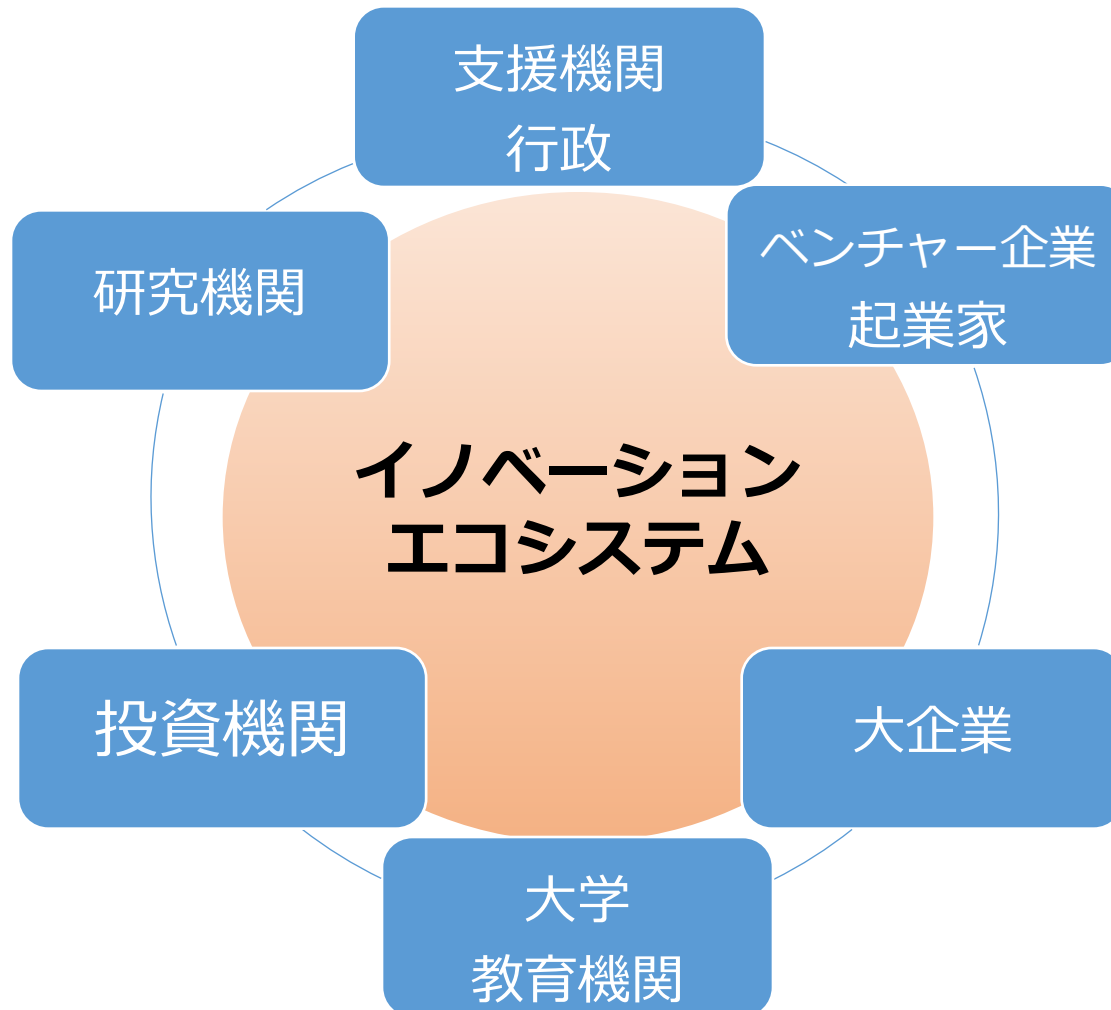 支援機関
行政
ベンチャー企業
起業家
研究機関
イノベーション
エコシステム
投資機関
大企業
大学
教育機関